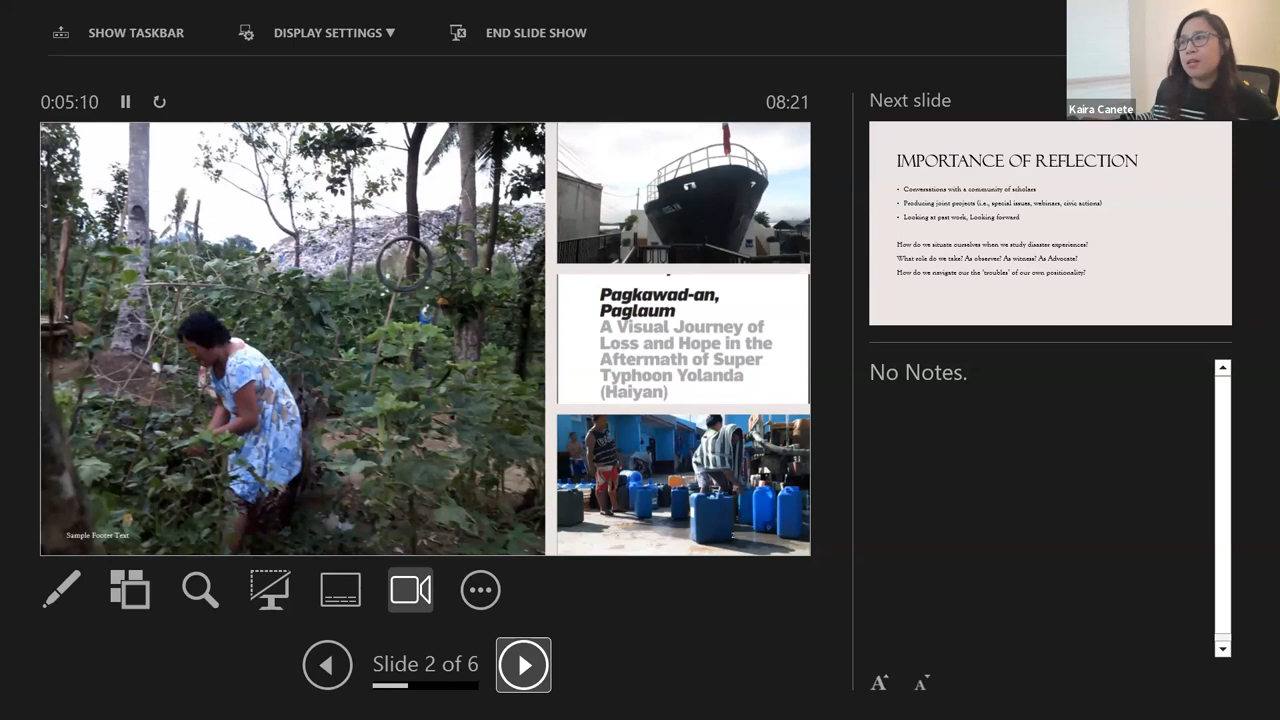 SHOW TASKBAR
DISPLAY SETTINGS ▼
END SLIDE SHOW
Kaira Canete
0:05:10
08:21
Next slide
Pagkawad-an,
Paglaum
A Visual Journey of
Loss and Hope in the
Aftermath of Super
Typhoon Yolanda
(Haiyan)
Sample Footer Text
IMPORTANCE OF REFLECTION
• Conversations with a community of scholars
• Producing joint projects (i.e., special issues, webinars, civic actions)
• Looking at past work, Looking forward
How do we situate ourselves when we study disaster experiences?
What role do we take? As observer? As witness? As Advocate?
How do we navigate our the 'troubles' of our own positionality?
No Notes.
Slide 2 of 6
A A